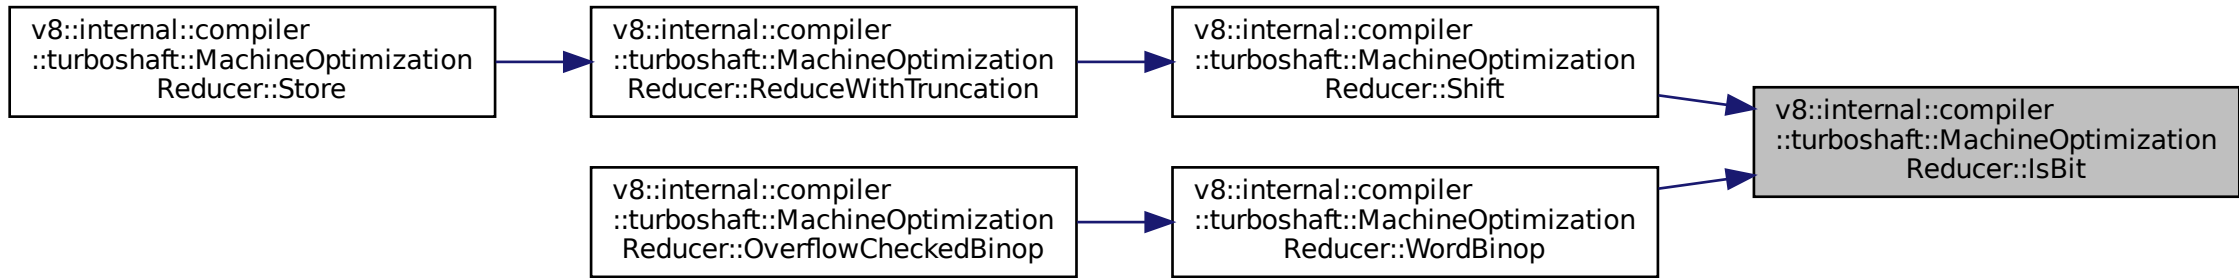 v8::internal::compiler
::turboshaft::MachineOptimization
Reducer::Store
v8::internal::compiler
::turboshaft::MachineOptimization
Reducer::ReduceWithTruncation
v8::internal::compiler
::turboshaft::MachineOptimization
Reducer::Shift
v8::internal::compiler
::turboshaft::MachineOptimization
Reducer::IsBit
v8::internal::compiler
::turboshaft::MachineOptimization
Reducer::OverflowCheckedBinop
v8::internal::compiler
::turboshaft::MachineOptimization
Reducer::WordBinop